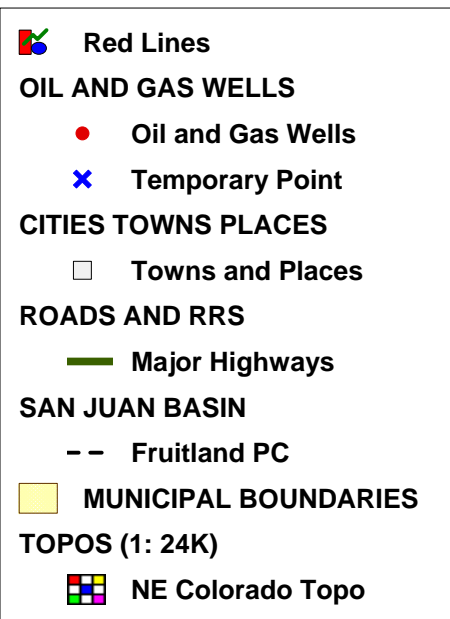 Red Lines
OIL AND GAS WELLS
Oil and Gas Wells
Temporary Point
CITIES TOWNS PLACES
Towns and Places
ROADS AND RRS
Major Highways
SAN JUAN BASIN
Fruitland PC
MUNICIPAL BOUNDARIES
TOPOS (1: 24K)
NE Colorado Topo